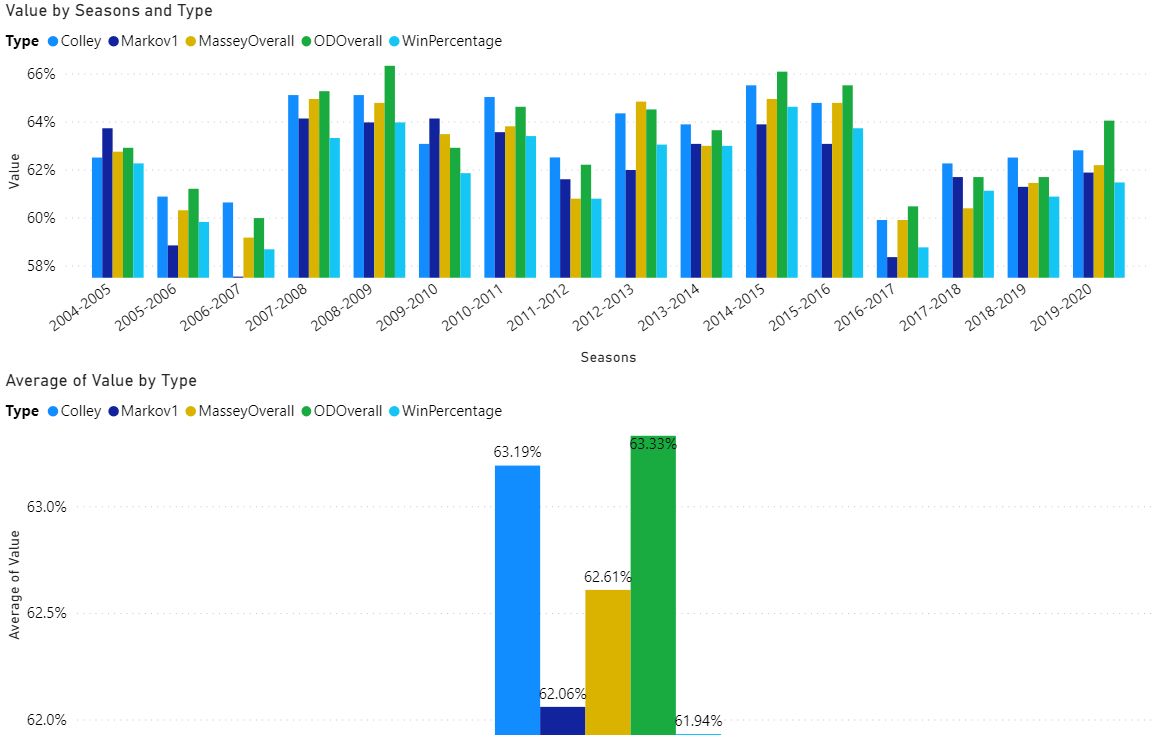 Value by Seasons and Type
Type Colley Markov1 MasseyOverall ODOverall WinPercentage
66%
64%
62%
60%
58%
Value
2004-2005 2005-2006 2006-2007 2007-2008 2008-2009 2009-2010 2010-2011 2011-2012 2012-2013 2013-2014 2014-2015 2015-2016 2016-2017 2017-2018 2018-2019 2019-2020
Seasons
Average of Value by Type
Type Colley Markov1 MasseyOverall ODOverall WinPercentage
63.33%
63.19%
63.0%
62.61%
62.5%
62.06%
62.0%
61.94%
Average of Value